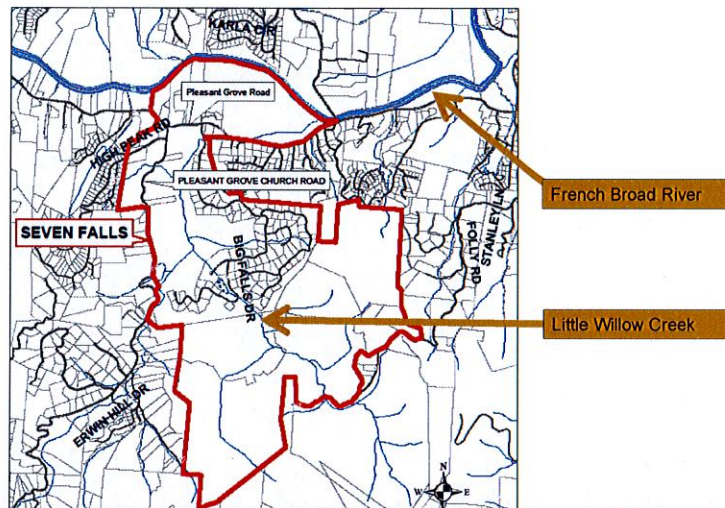 KARLA CIR
Pleasant Grove Road
HIGH PEAK RD
PLEASANT GROVE CHURCH ROAD
French Broad River
SEVEN FALLS
BIG FALLS DR
FOLLY RD
STANLEY LN
Little Willow Creek
ERWIN HILL DR
N
W E
S